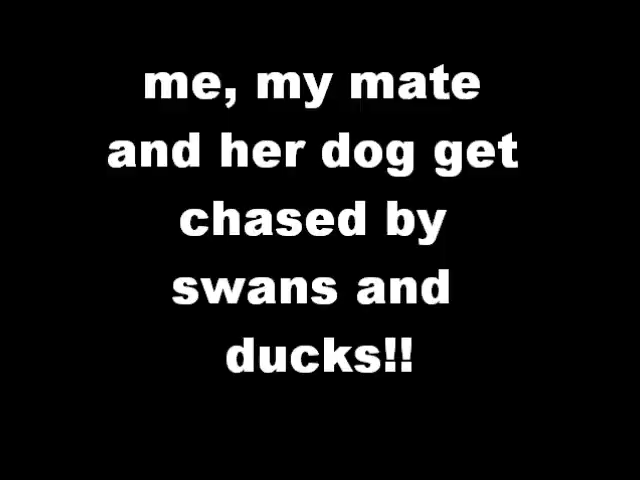 me, my mate
and her dog get
chased by
swans and
ducks!!